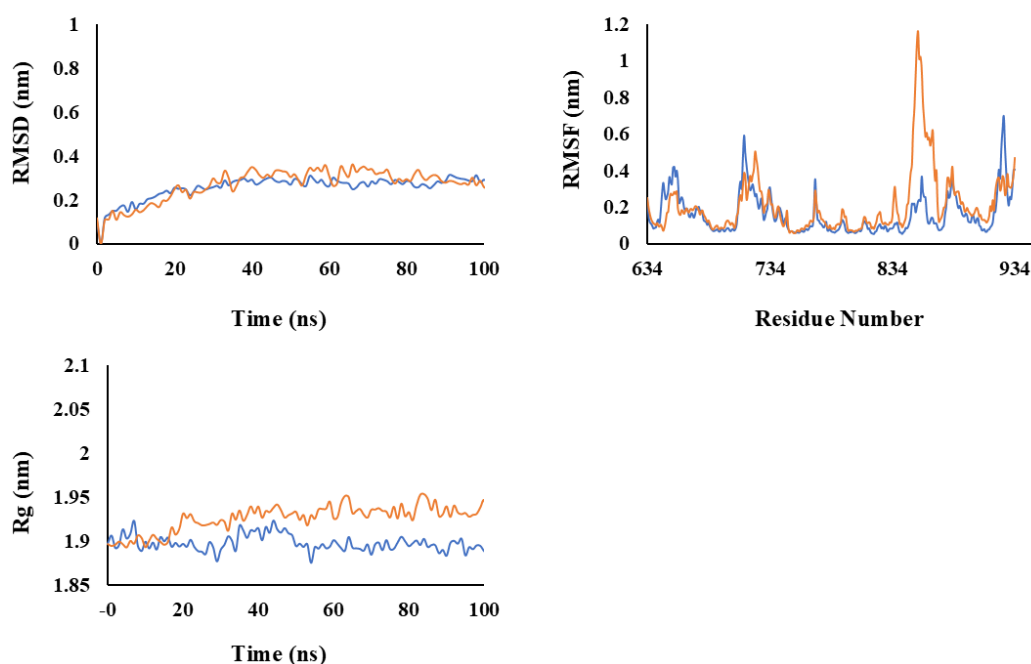 1
0.8
0.6
0.4
0.2
0
RMSD (nm)
0 20 40 60 80 100
Time (ns)
1.2
1
0.8
0.6
0.4
0.2
0
RMSF (nm)
634 734 834 934
Residue Number
2.1
2.05
2
1.95
1.9
1.85
Rg (nm)
-0 20 40 60 80 100
Time (ns)